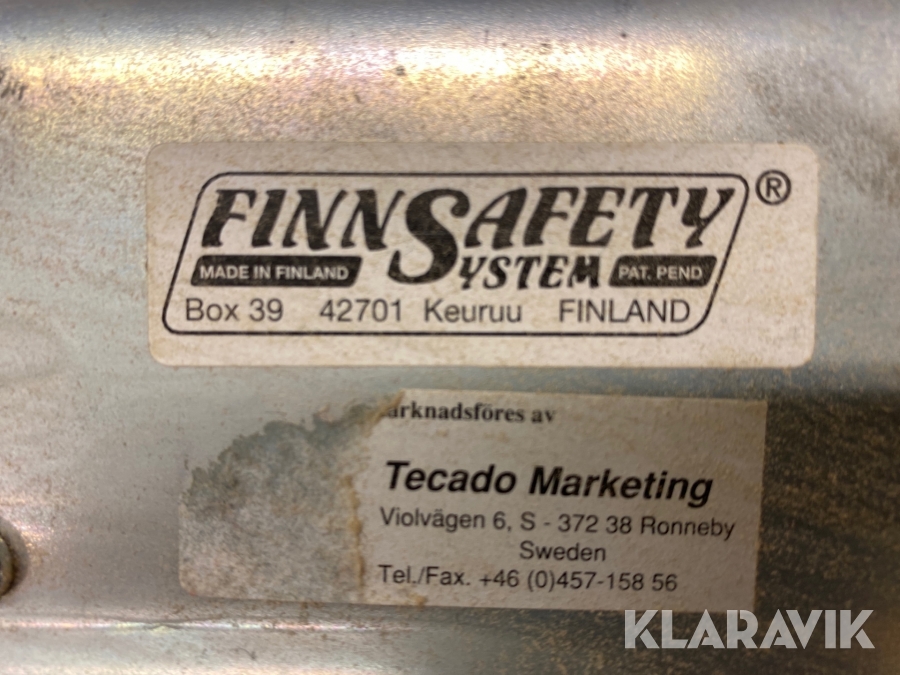 FINNSAFETY ®
MADE IN FINLAND SYSTEM PAT. PEND
Box 39 42701 Keuruu FINLAND
arknadsföres av
Tecado Marketing
Violvägen 6, S - 372 38 Ronneby
Sweden
Tel./Fax. +46 (0)457-158 56
KLARAVIK